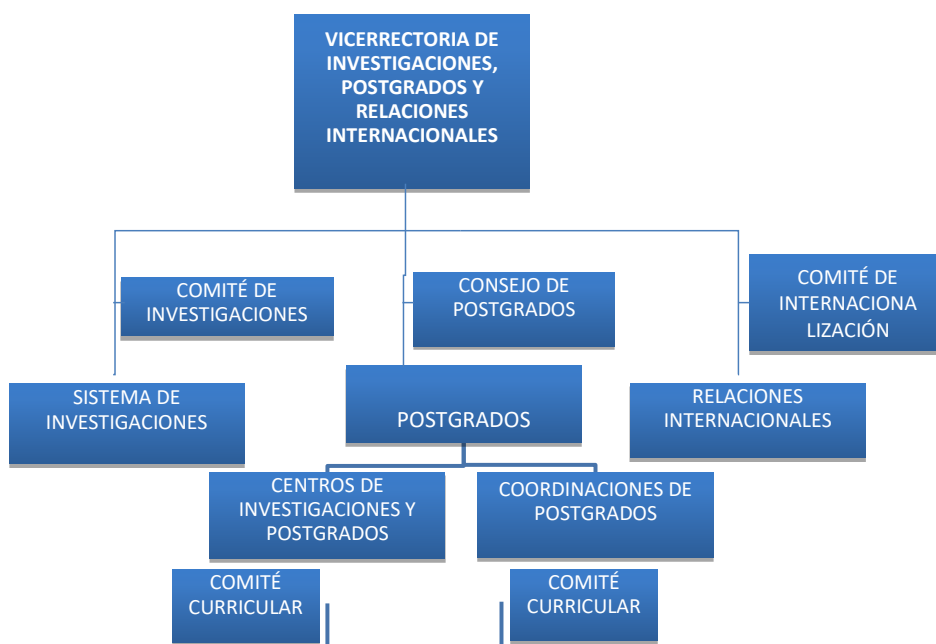 VICERRECTORIA DE
INVESTIGACIONES,
POSTGRADOS Y
RELACIONES
INTERNACIONALES
COMITÉ DE
INVESTIGACIONES
CONSEJO DE
POSTGRADOS
COMITÉ DE
INTERNACIONA
LIZACIÓN
SISTEMA DE
INVESTIGACIONES
POSTGRADOS
RELACIONES
INTERNACIONALES
CENTROS DE
INVESTIGACIONES Y
POSTGRADOS
COORDINACIONES DE
POSTGRADOS
COMITÉ
CURRICULAR
COMITÉ
CURRICULAR